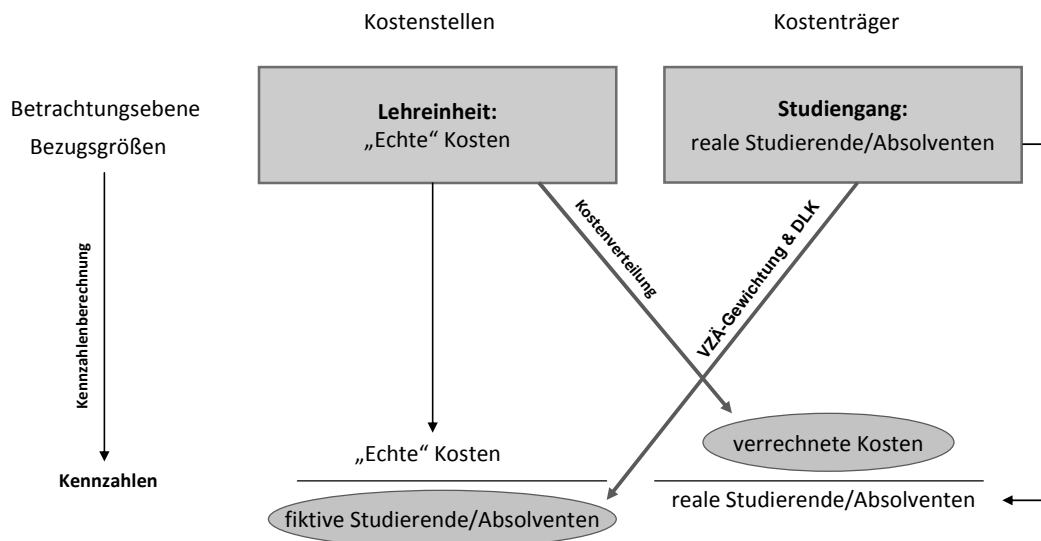 Kostenstellen
Kostenträger
Betrachtungsebene
Bezugsgrößen
Lehreinheit:
„Echte“ Kosten
Studiengang:
reale Studierende/Absolventen
Kennzahlenberechnung
Kostenverteilung
VZÄ-Gewichtung & DLK
Kennzahlen
„Echte“ Kosten
fiktive Studierende/Absolventen
verrechnete Kosten
reale Studierende/Absolventen